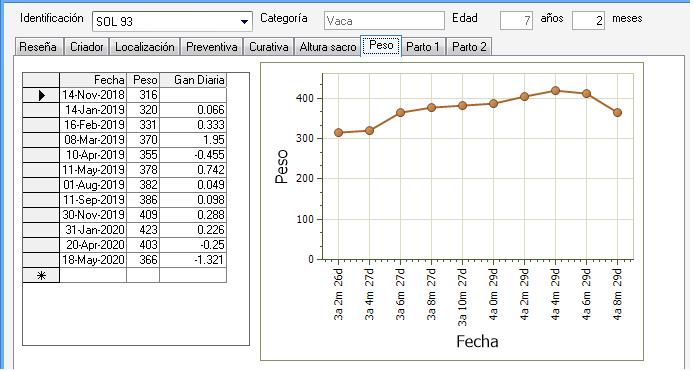 Identificación SOL 93 Categoría Vaca Edad 7 años 2 meses
Reseña Criador Localización Preventiva Curativa Altura sacro Peso Parto 1 Parto 2
Fecha Peso Gan Diaria
14-Nov-2018 316
14-Jan-2019 320 0.066
16-Feb-2019 331 0.333
08-Mar-2019 370 1.95
10-Apr-2019 355 -0.455
11-May-2019 378 0.742
01-Aug-2019 382 0.049
11-Sep-2019 386 0.098
30-Nov-2019 409 0.288
31-Jan-2020 423 0.226
20-Apr-2020 403 -0.25
18-May-2020 366 -1.321
Peso
400
300
200
100
0
3a 2m 26d
3a 4m 27d
3a 6m 27d
3a 8m 27d
3a 10m 27d
4a 0m 29d
4a 2m 29d
4a 4m 29d
4a 6m 29d
4a 8m 29d
Fecha